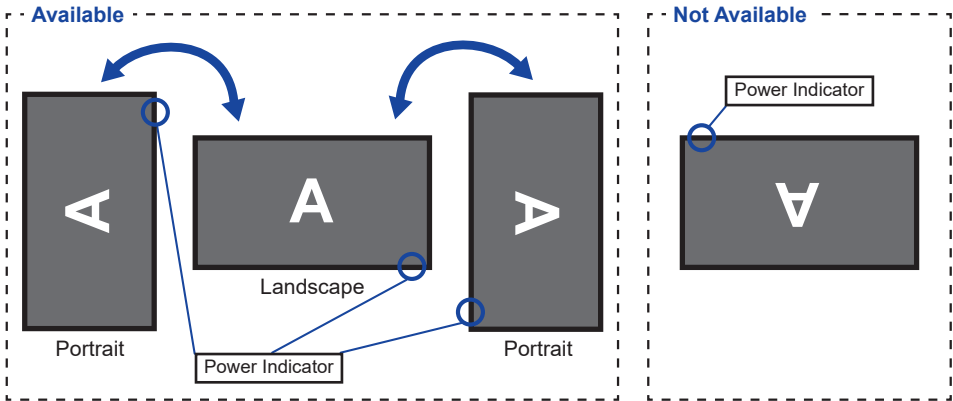 Available
Not Available
Power Indicator
A
A
A
A
Landscape
Portrait
Portrait
Power Indicator